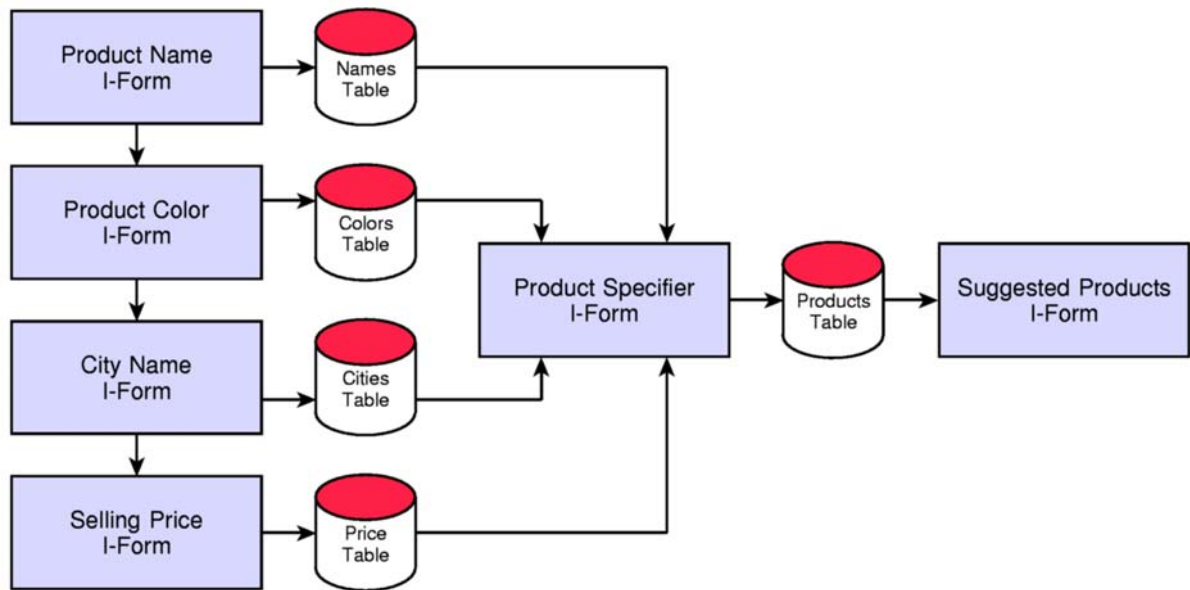 Product Name
I-Form
Names
Table
Product Color
I-Form
Colors
Table
Product Specifier
I-Form
Products
Table
Suggested Products
I-Form
City Name
I-Form
Cities
Table
Selling Price
I-Form
Price
Table